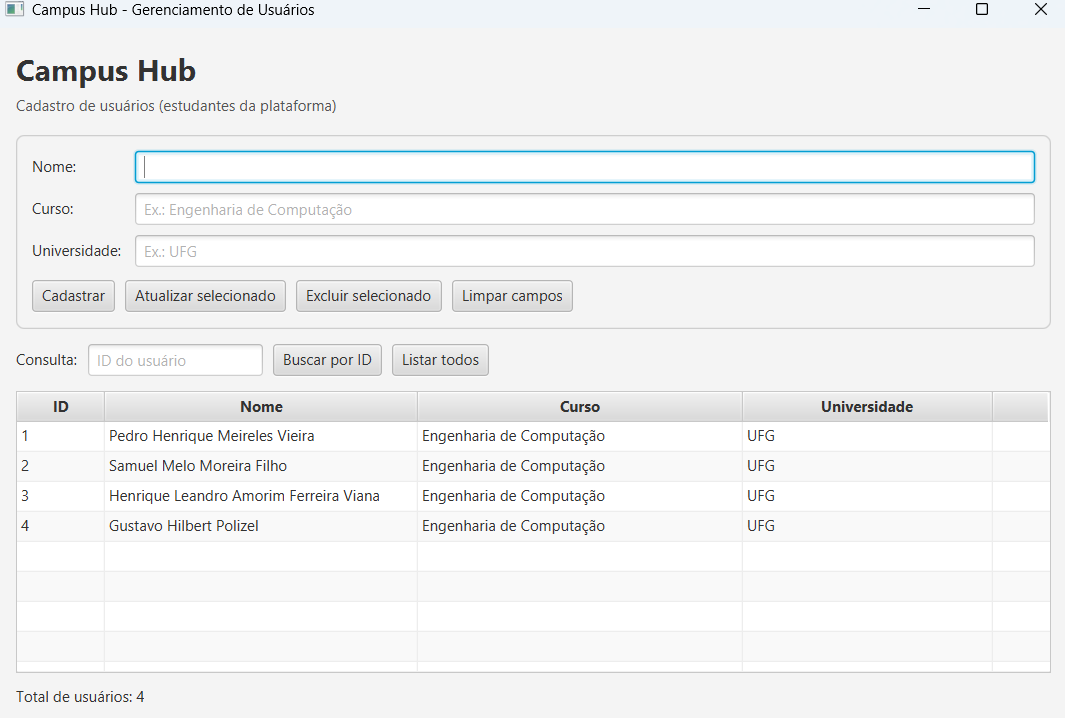 Campus Hub - Gerenciamento de Usuários
Campus Hub
Cadastro de usuários (estudantes da plataforma)
Nome:
Curso: Ex.: Engenharia de Computação
Universidade: Ex.: UFG
Cadastrar Atualizar selecionado Excluir selecionado Limpar campos
Consulta: ID do usuário Buscar por ID Listar todos
ID Nome Curso Universidade
1 Pedro Henrique Meireles Vieira Engenharia de Computação UFG
2 Samuel Melo Moreira Filho Engenharia de Computação UFG
3 Henrique Leandro Amorim Ferreira Viana Engenharia de Computação UFG
4 Gustavo Hilbert Polizel Engenharia de Computação UFG
Total de usuários: 4